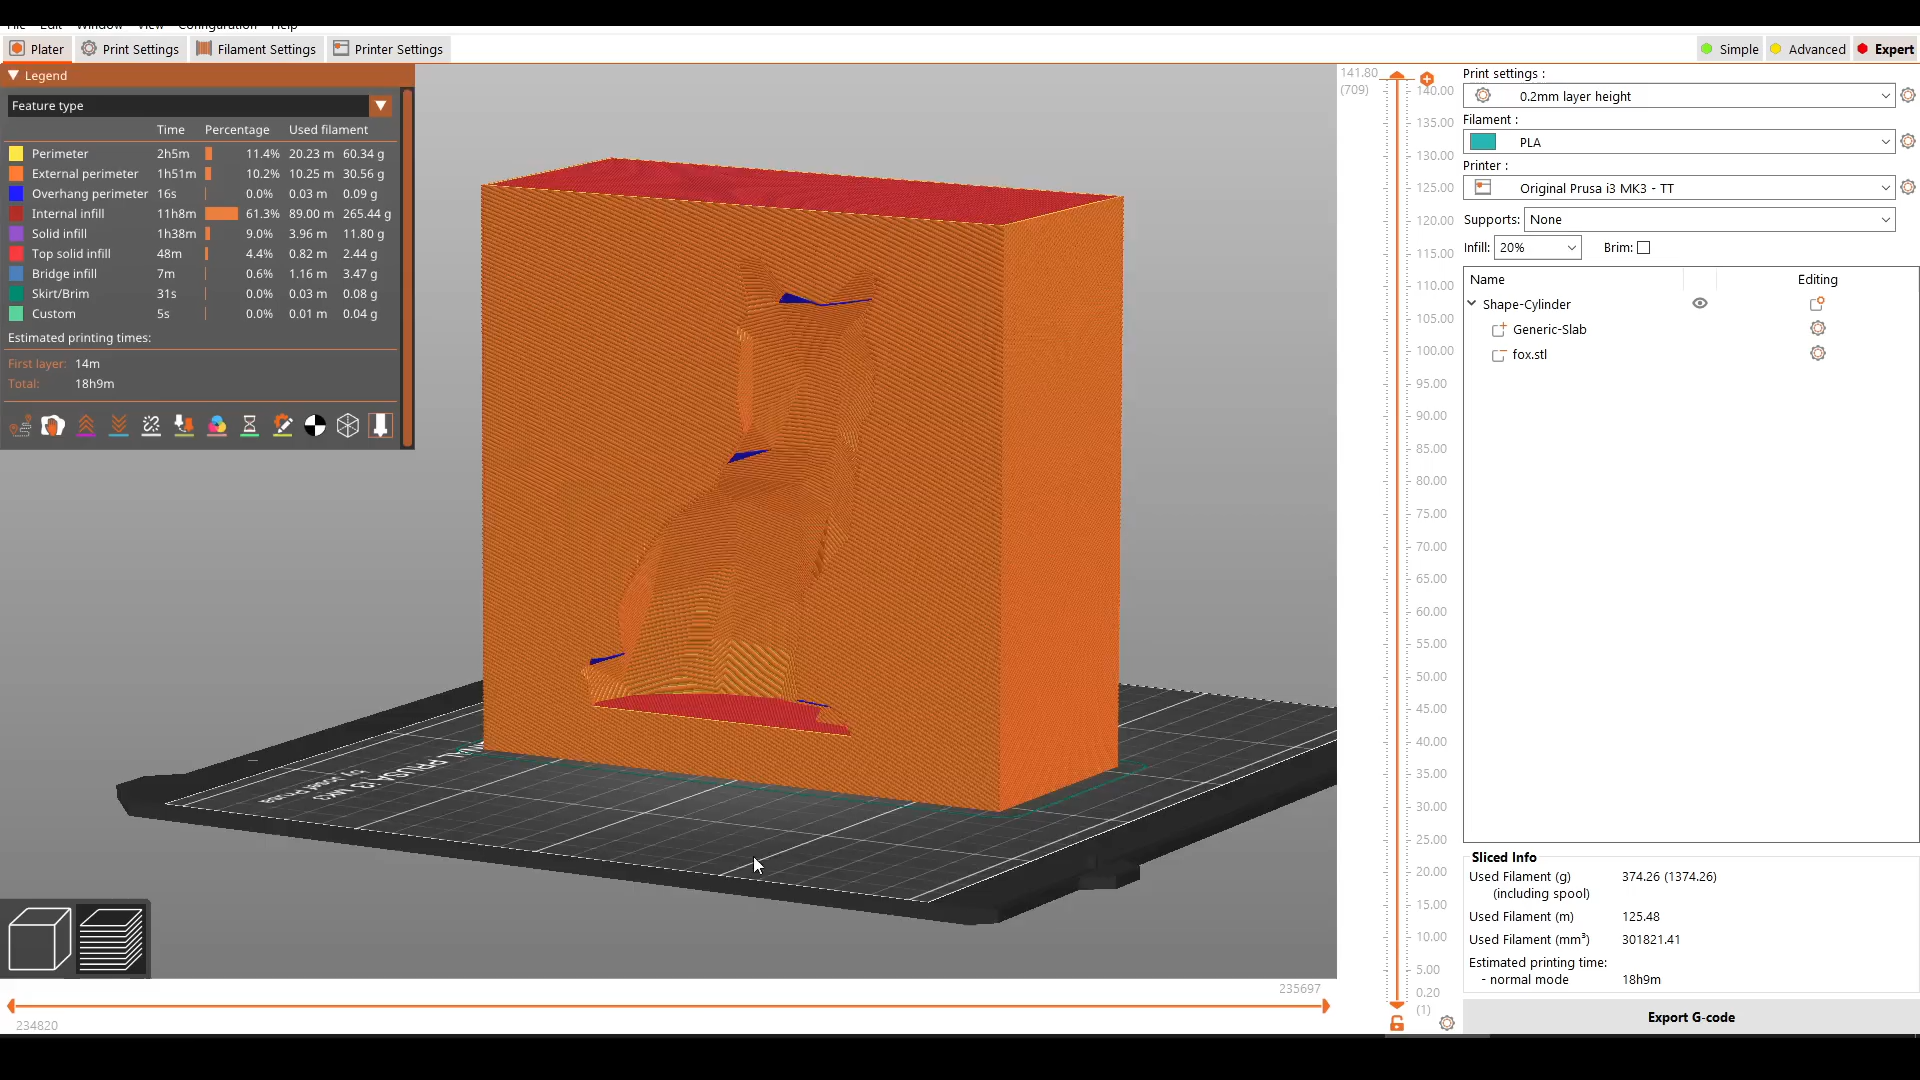 File Edit Window View Configuration Help
Plater Print Settings Filament Settings Printer Settings Simple Advanced Expert
Legend
Feature type
Time Percentage Used filament
Perimeter 2h5m 11.4% 20.23 m 60.34 g
External perimeter 1h51m 10.2% 10.25 m 30.56 g
Overhang perimeter 16s 0.0% 0.03 m 0.09 g
Internal infill 11h8m 61.3% 89.00 m 265.44 g
Solid infill 1h38m 9.0% 3.96 m 11.80 g
Top solid infill 48m 4.4% 0.82 m 2.44 g
Bridge infill 7m 0.6% 1.16 m 3.47 g
Skirt/Brim 31s 0.0% 0.03 m 0.08 g
Custom 5s 0.0% 0.01 m 0.04 g
Estimated printing times:
First layer: 14m
Total: 18h9m
141.80
(709)
140.00
135.00
130.00
125.00
120.00
115.00
110.00
105.00
100.00
95.00
90.00
85.00
80.00
75.00
70.00
65.00
60.00
55.00
50.00
45.00
40.00
35.00
30.00
25.00
20.00
15.00
10.00
5.00
0.20
(1)
235697
234820
Print settings :
0.2mm layer height
Filament :
PLA
Printer :
Original Prusa i3 MK3 - TT
Supports: None
Infill: 20% Brim:
Name Editing
Shape-Cylinder
Generic-Slab
fox.stl
Sliced Info
Used Filament (g) 374.26 (1374.26)
(including spool)
Used Filament (m) 125.48
Used Filament (mm³) 301821.41
Estimated printing time:
- normal mode 18h9m
Export G-code